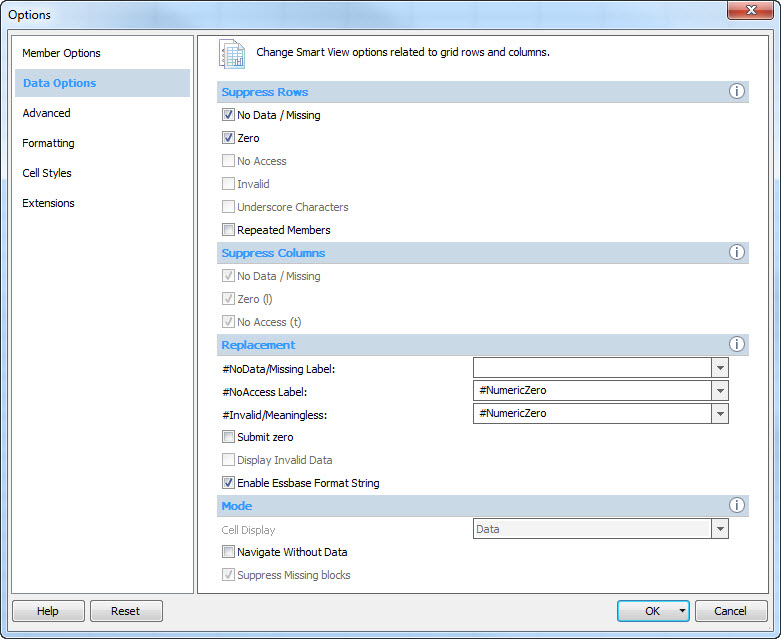 Options
Member Options
Data Options
Advanced
Formatting
Cell Styles
Extensions
Change Smart View options related to grid rows and columns.
Suppress Rows
No Data / Missing
Zero
No Access
Invalid
Underscore Characters
Repeated Members
Suppress Columns
No Data / Missing
Zero (l)
No Access (t)
Replacement
#NoData/Missing Label:
#NoAccess Label: #NumericZero
#Invalid/Meaningless: #NumericZero
Submit zero
Display Invalid Data
Enable Essbase Format String
Mode
Cell Display Data
Navigate Without Data
Suppress Missing blocks
Help Reset OK Cancel